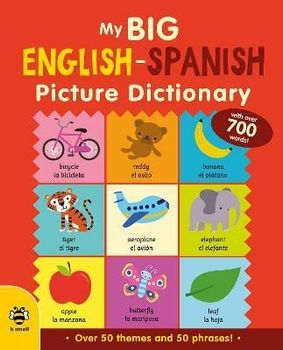 My BIG
ENGLISH-SPANISH
Picture Dictionary
with over
700
words!
bicycle
la bicicleta
teddy
el osito
banana
el plátano
tiger
el tigre
aeroplane
el avión
elephant
el elefante
apple
la manzana
butterfly
la mariposa
leaf
la hoja
b small
Over 50 themes and 50 phrases!